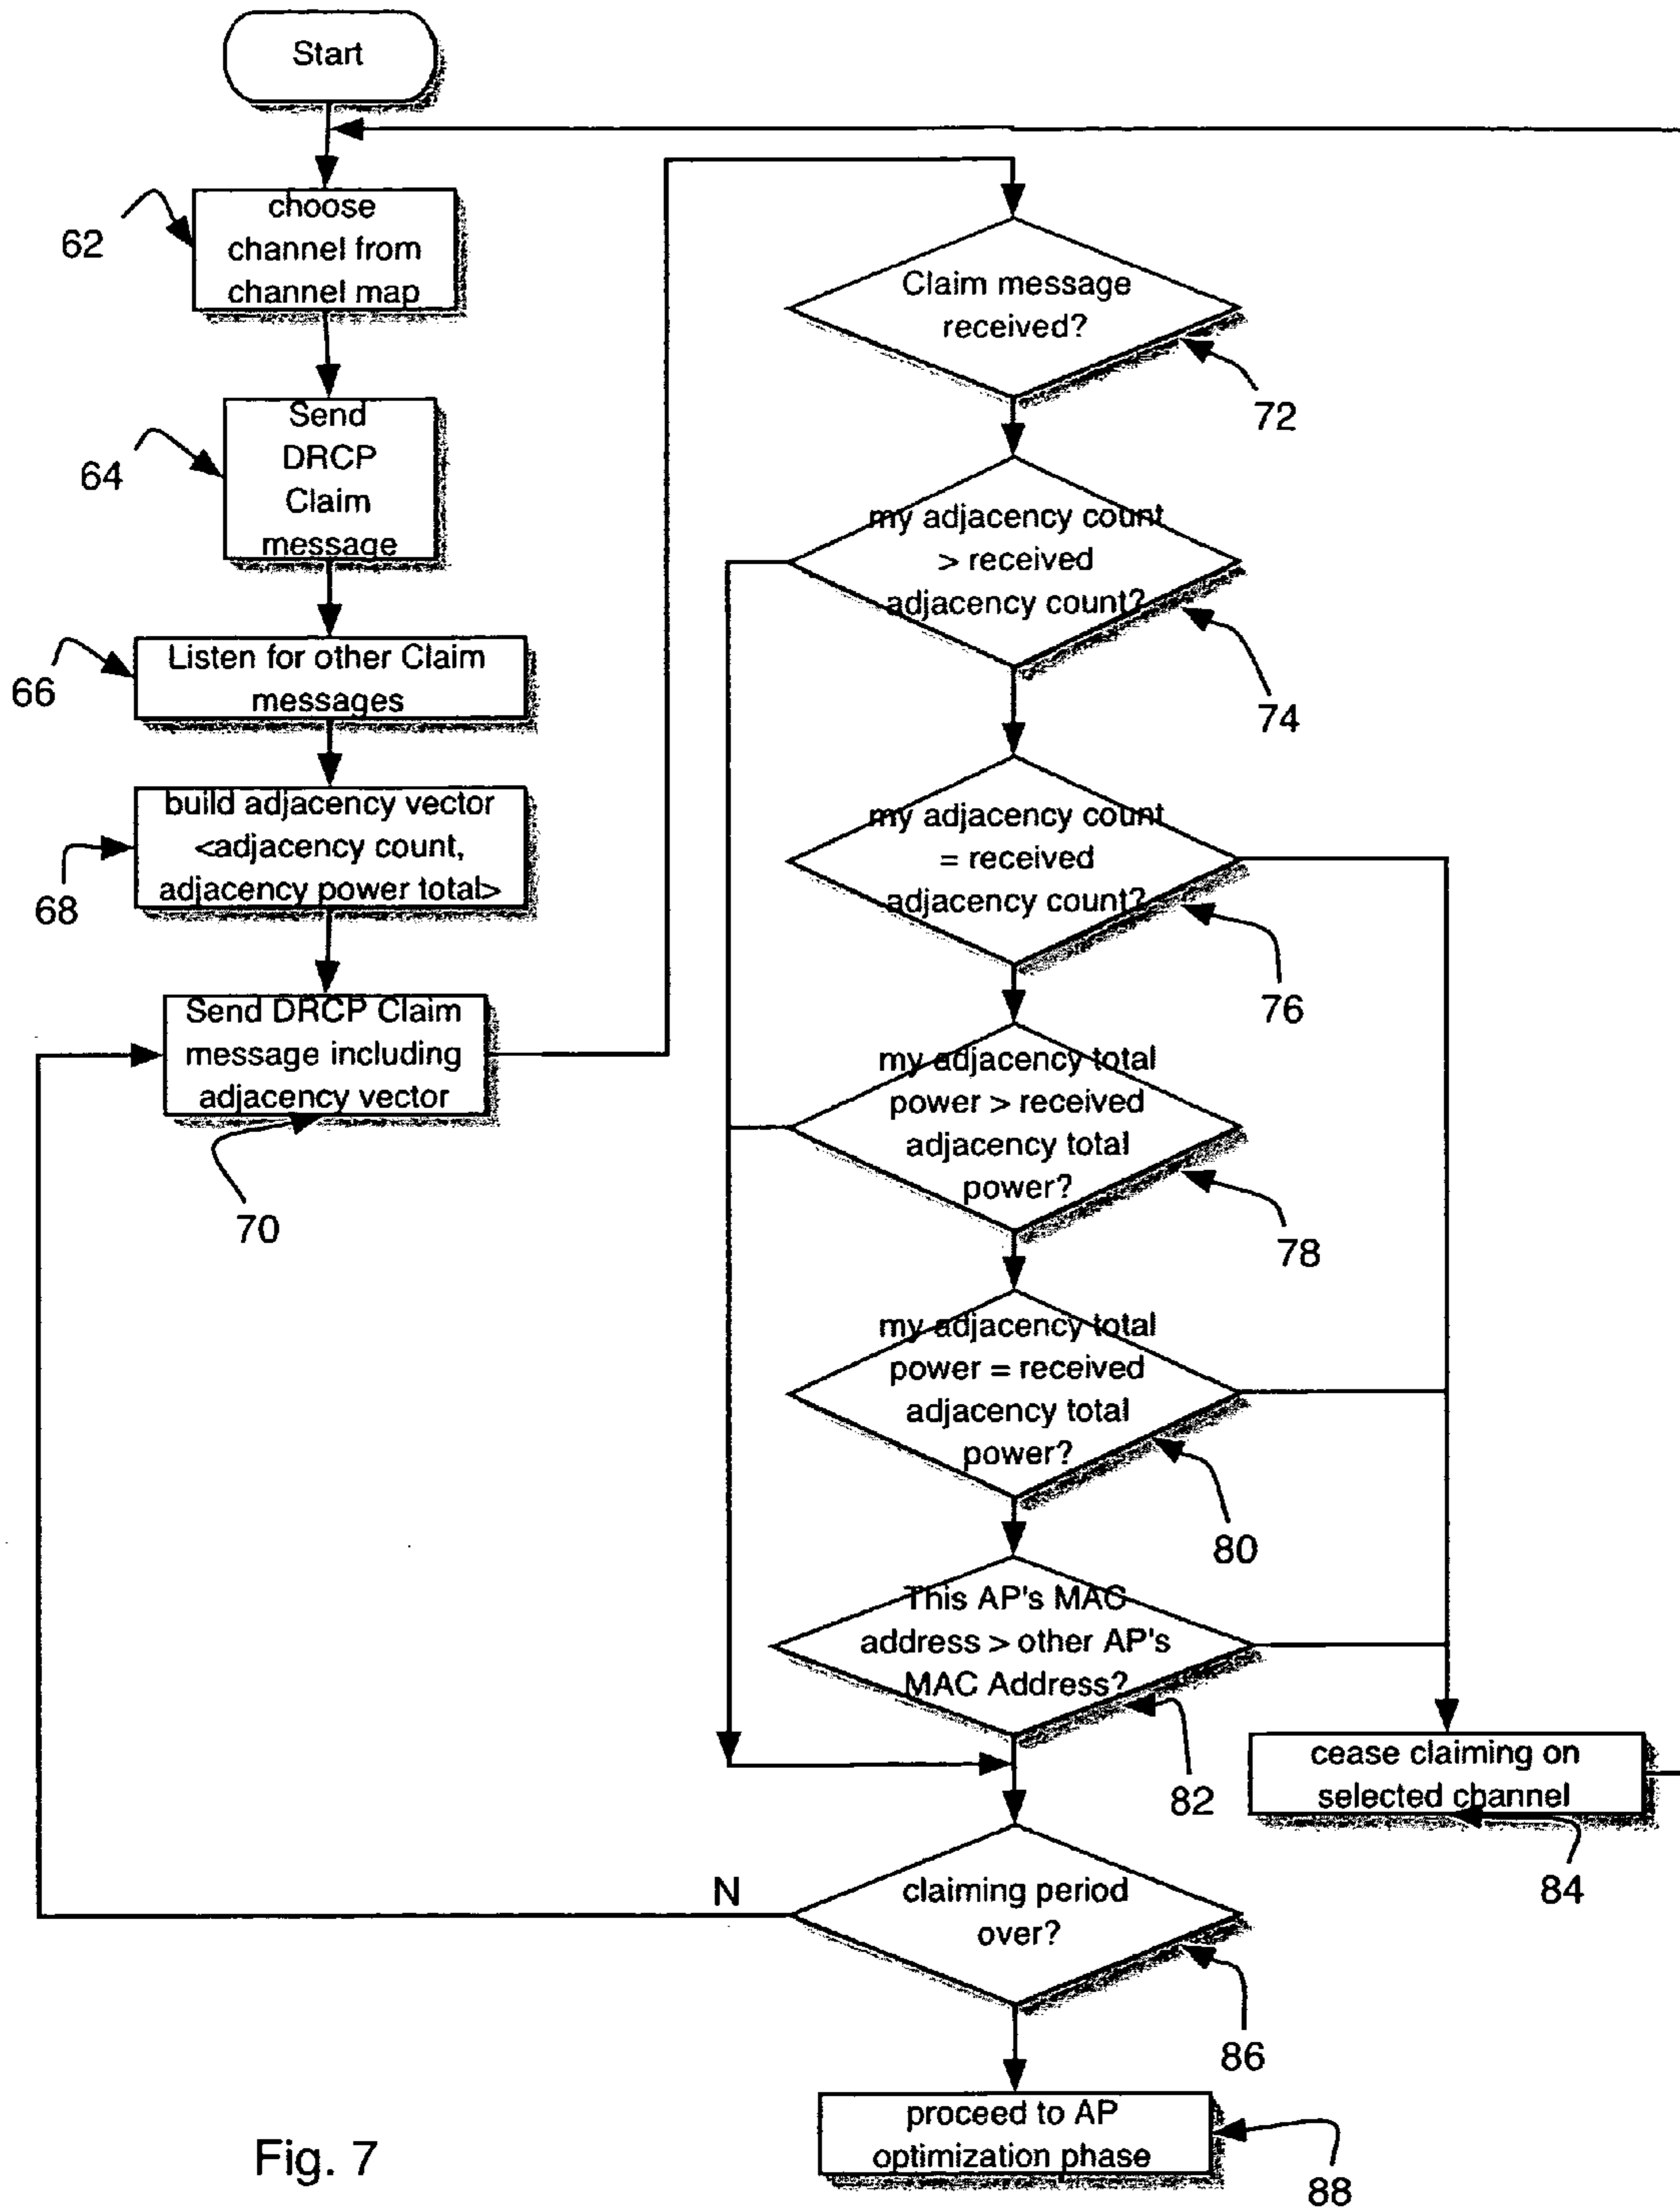 Start
choose
channel from
channel map
62
Send
DRCP
Claim
message
64
Listen for other Claim
messages
66
build adjacency vector
<adjacency count,
adjacency power total>
68
Send DRCP Claim
message including
adjacency vector
70
Claim message
received?
72
my adjacency count
> received
adjacency count?
74
my adjacency count
= received
adjacency count?
76
my adjacency total
power > received
adjacency total
power?
78
my adjacency total
power = received
adjacency total
power?
80
This AP's MAC
address > other AP's
MAC Address?
82
cease claiming on
selected channel
84
N
claiming period
over?
86
proceed to AP
optimization phase
88
Fig. 7